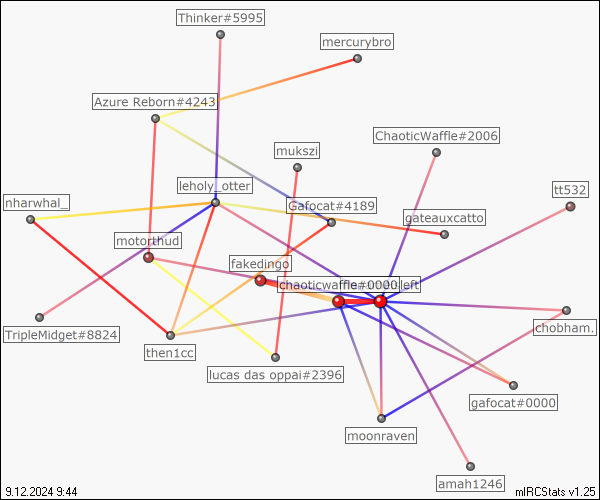 Thinker#5995
mercurybro
Azure Reborn#4243
ChaoticWaffle#2006
mukszi
leholy_otter
tt532
nharwhal_
Gafocat#4189
gateauxcatto
motorthud
fakedingo
chaoticwaffle#0000
left
TripleMidget#8824
chobham.
then1cc
lucas das oppai#2396
gafocat#0000
moonraven
amah1246
9.12.2024 9:44
mIRCStats v1.25